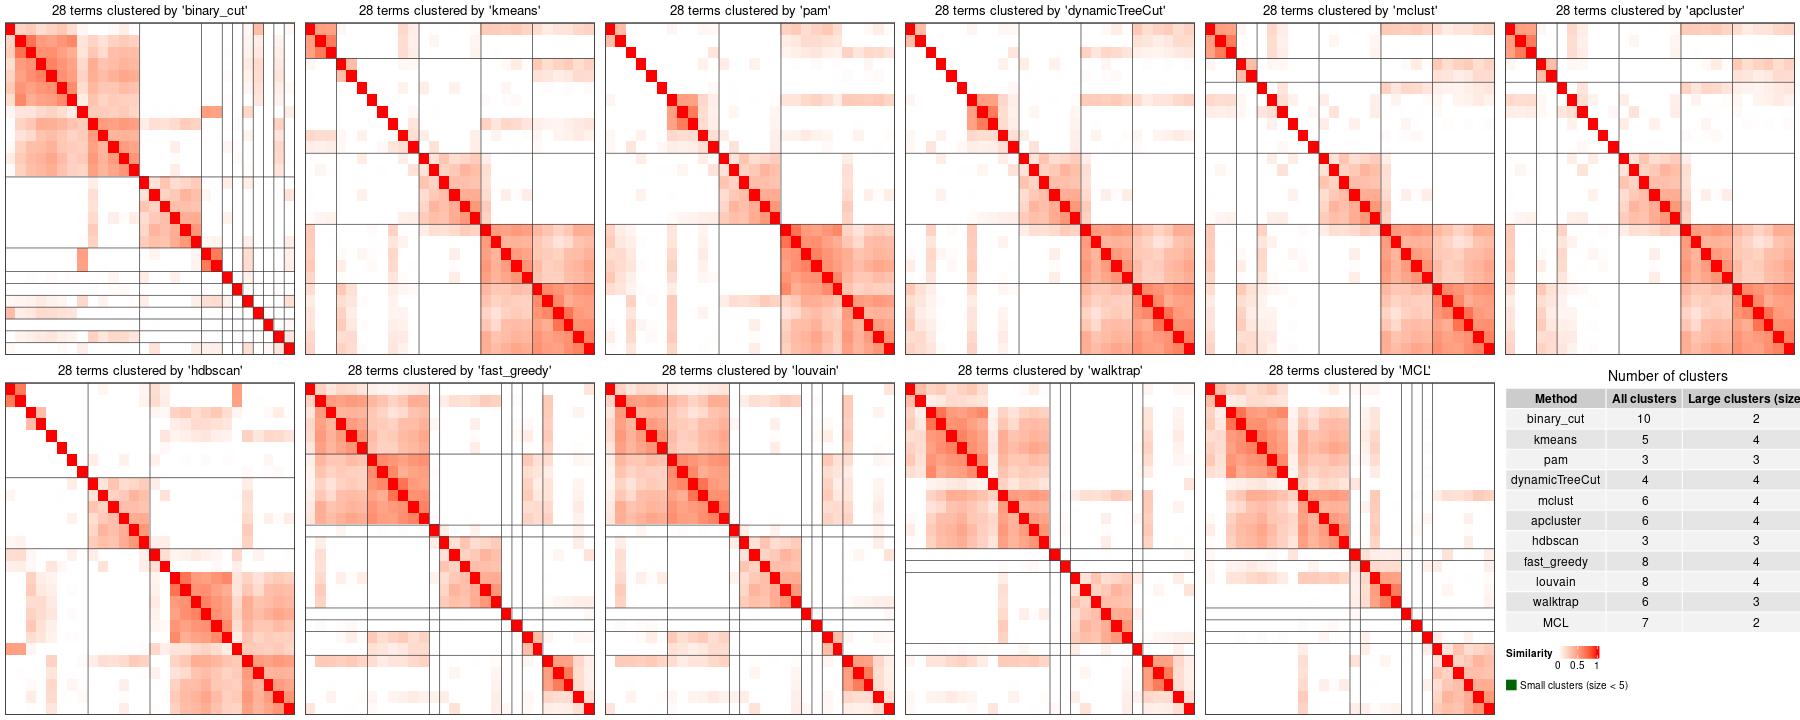 28 terms clustered by 'binary_cut'
28 terms clustered by 'kmeans'
28 terms clustered by 'pam'
28 terms clustered by 'dynamicTreeCut'
28 terms clustered by 'mclust'
28 terms clustered by 'apcluster'
28 terms clustered by 'hdbscan'
28 terms clustered by 'fast_greedy'
28 terms clustered by 'louvain'
28 terms clustered by 'walktrap'
28 terms clustered by 'MCL'
Number of clusters
Method All clusters Large clusters (size
binary_cut 10 2
kmeans 5 4
pam 3 3
dynamicTreeCut 4 4
mclust 6 4
apcluster 6 4
hdbscan 3 3
fast_greedy 8 4
louvain 8 4
walktrap 6 3
MCL 7 2
Similarity
0 0.5 1
Small clusters (size < 5)